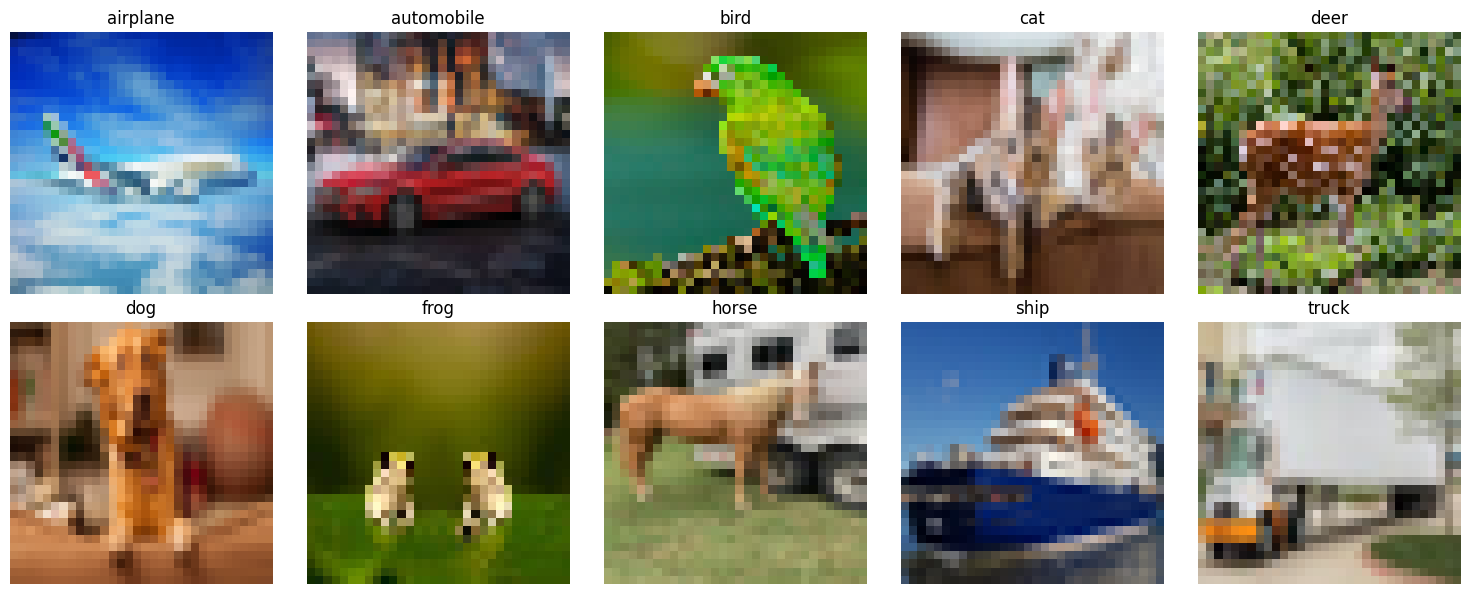 airplane
automobile
bird
cat
deer
dog
frog
horse
ship
truck